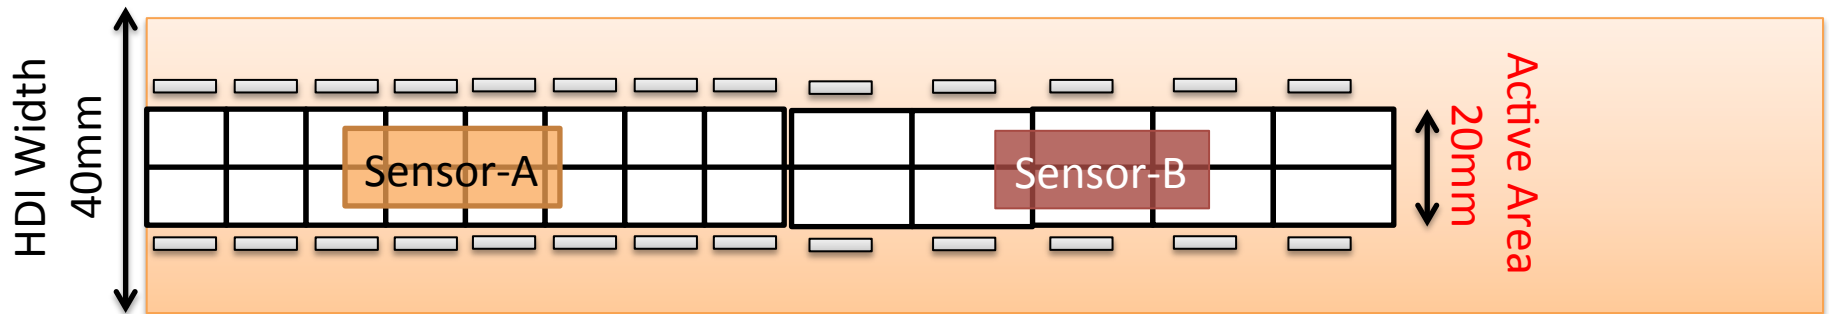 HDI Width
40mm
Sensor-A
Sensor-B
Active Area
20mm